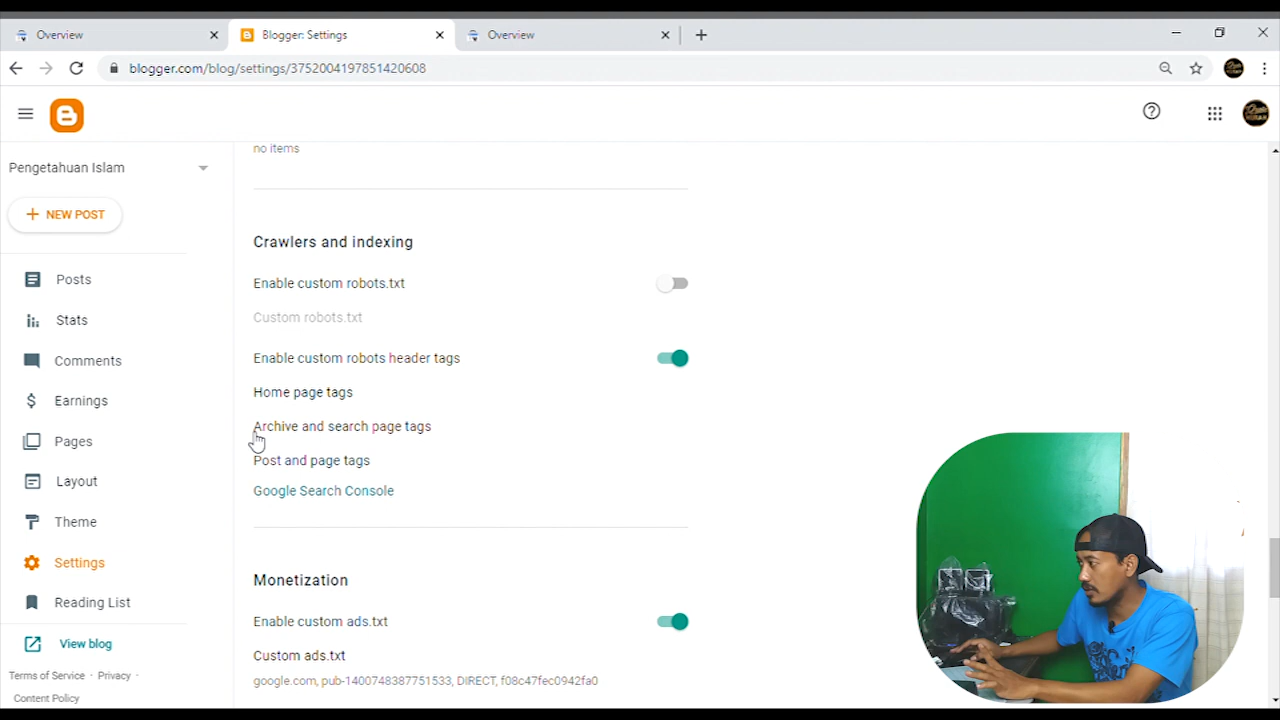 Overview
Blogger: Settings
Overview
blogger.com/blog/settings/3752004197851420608
Pengetahuan Islam
+ NEW POST
Posts
Stats
Comments
Earnings
Pages
Layout
Theme
Settings
Reading List
View blog
Terms of Service · Privacy ·
Content Policy
no items
Crawlers and indexing
Enable custom robots.txt
Custom robots.txt
Enable custom robots header tags
Home page tags
Archive and search page tags
Post and page tags
Google Search Console
Monetization
Enable custom ads.txt
Custom ads.txt
google.com, pub-1400748387751533, DIRECT, f08c47fec0942fa0